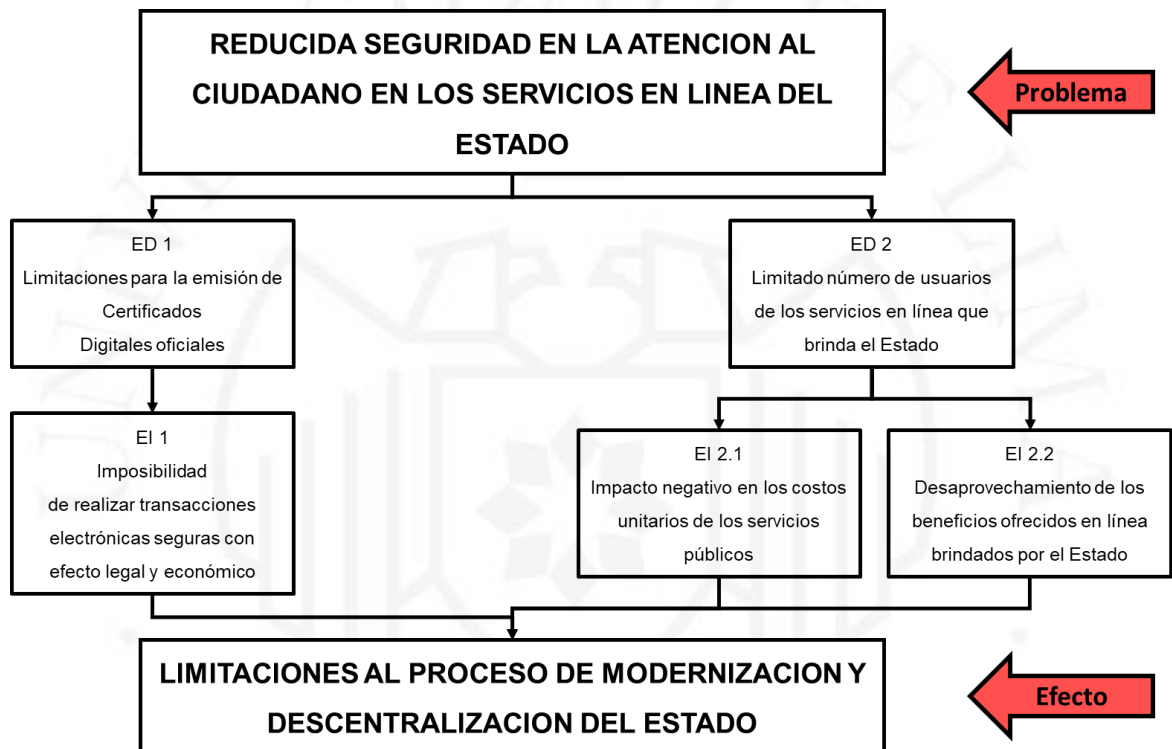 REDUCIDA SEGURIDAD EN LA ATENCION AL
CIUDADANO EN LOS SERVICIOS EN LINEA DEL
ESTADO
Problema
ED 1
Limitaciones para la emisión de
Certificados
Digitales oficiales
ED 2
Limitado número de usuarios
de los servicios en línea que
brinda el Estado
EI 1
Imposibilidad
de realizar transacciones
electrónicas seguras con
efecto legal y económico
EI 2.1
Impacto negativo en los costos
unitarios de los servicios
públicos
EI 2.2
Desaprovechamiento de los
beneficios ofrecidos en línea
brindados por el Estado
LIMITACIONES AL PROCESO DE MODERNIZACION Y
DESCENTRALIZACION DEL ESTADO
Efecto